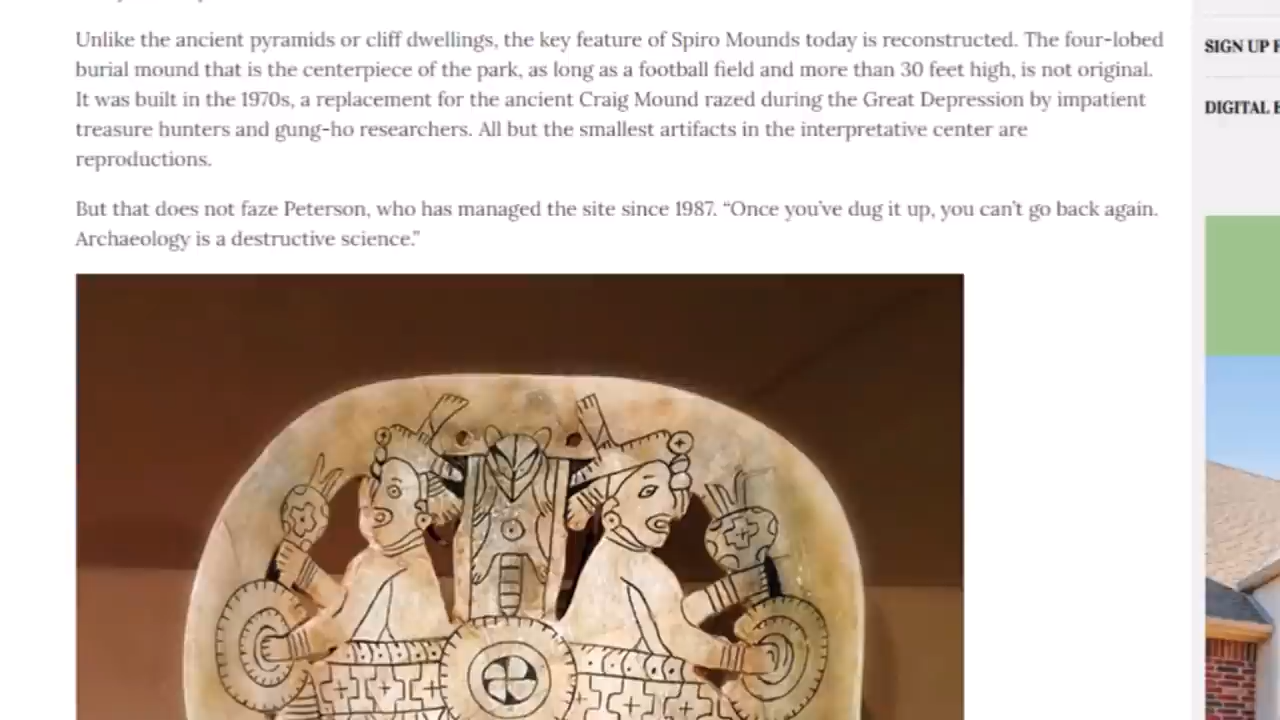 Unlike the ancient pyramids or cliff dwellings, the key feature of Spiro Mounds today is reconstructed. The four-lobed
burial mound that is the centerpiece of the park, as long as a football field and more than 30 feet high, is not original.
It was built in the 1970s, a replacement for the ancient Craig Mound razed during the Great Depression by impatient
treasure hunters and gung-ho researchers. All but the smallest artifacts in the interpretative center are
reproductions.
But that does not faze Peterson, who has managed the site since 1987. “Once you’ve dug it up, you can’t go back again.
Archaeology is a destructive science.”
SIGN UP
DIGITAL